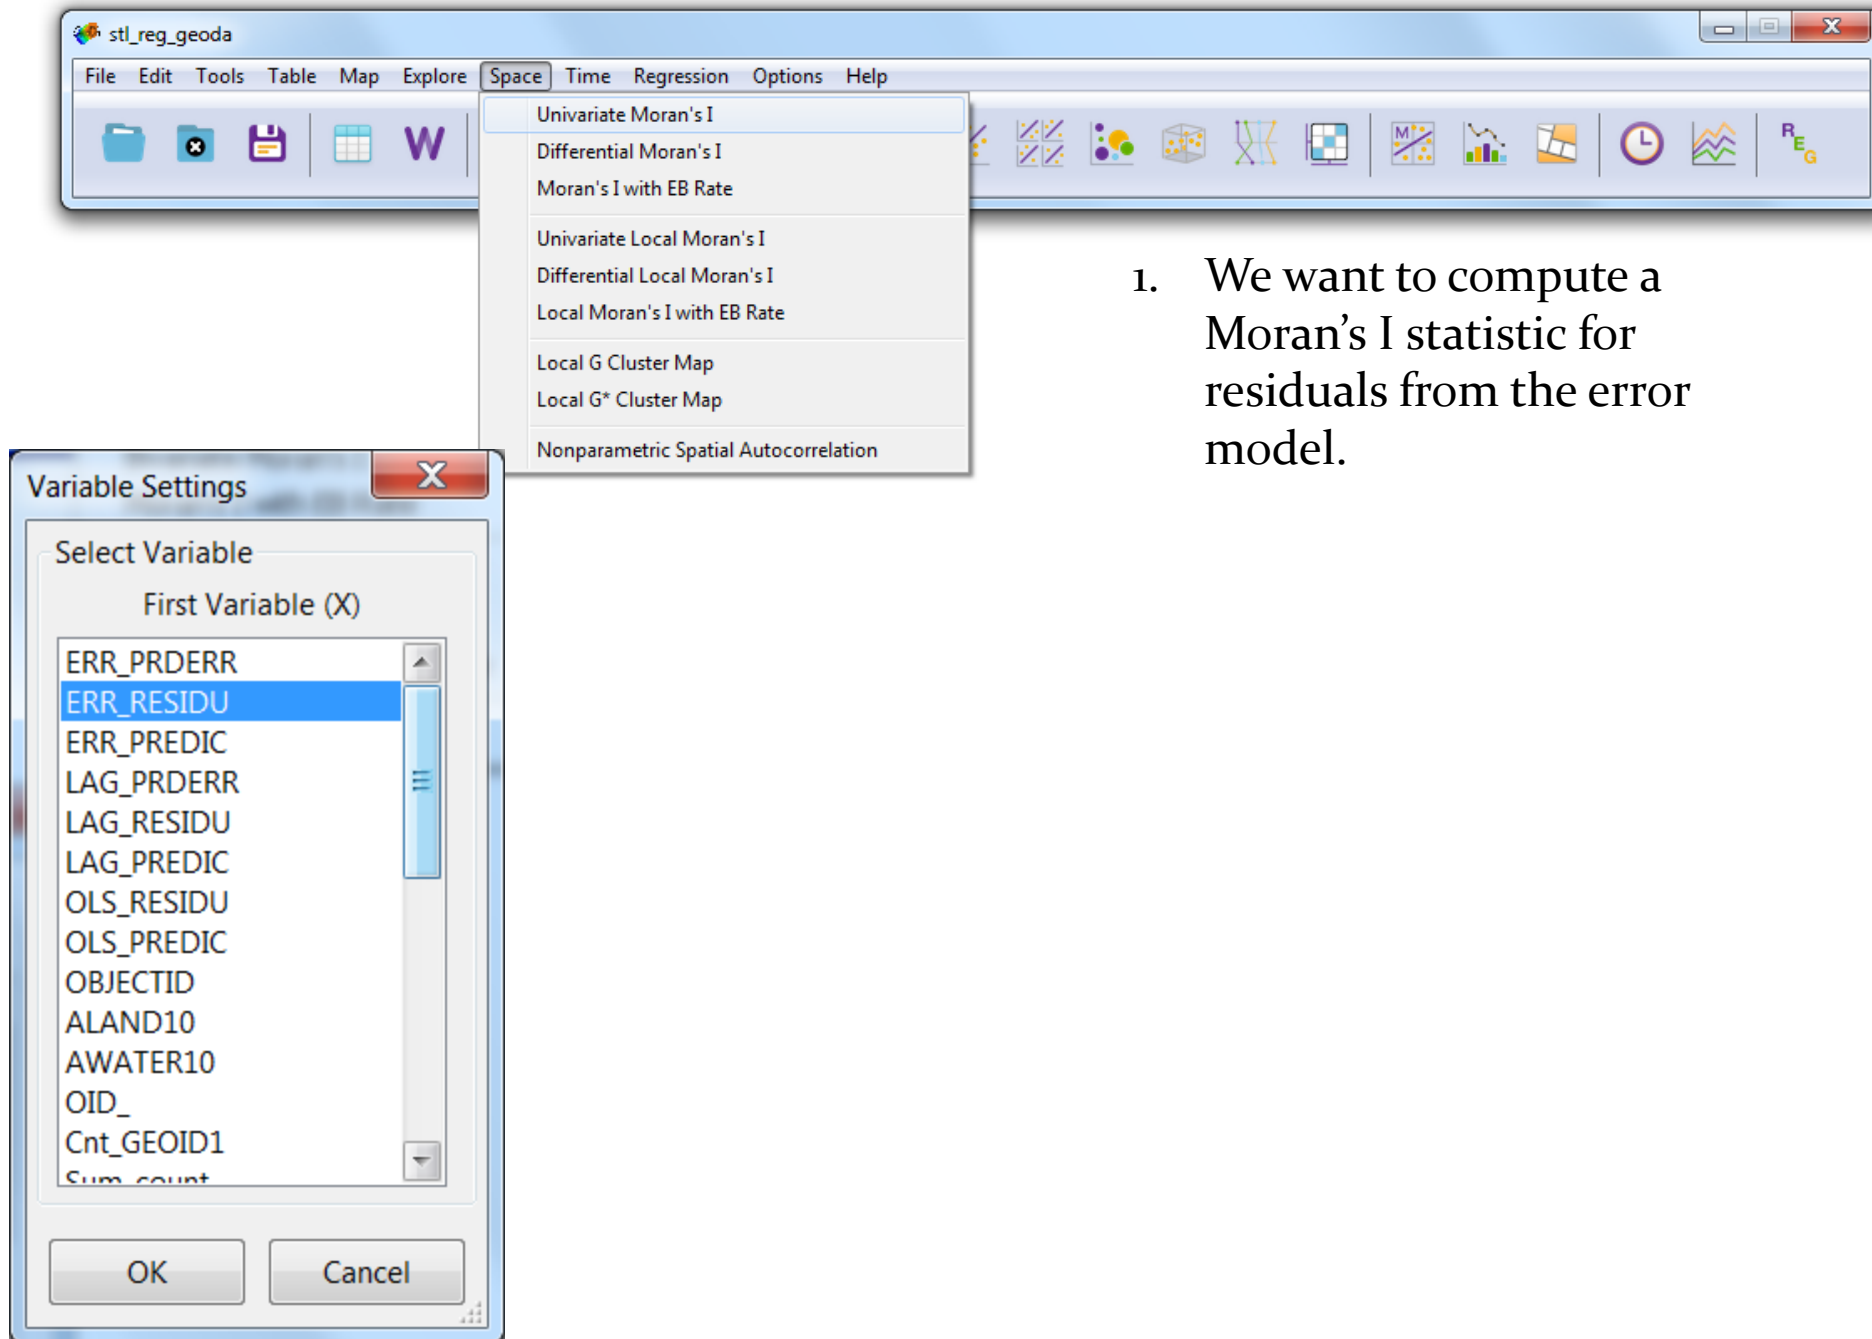 stl_reg_geoda
File Edit Tools Table Map Explore Space Time Regression Options Help
W
M
REG
Univariate Moran's I
Differential Moran's I
Moran's I with EB Rate
Univariate Local Moran's I
Differential Local Moran's I
Local Moran's I with EB Rate
Local G Cluster Map
Local G* Cluster Map
Nonparametric Spatial Autocorrelation
1. We want to compute a
Moran's I statistic for
residuals from the error
model.
Variable Settings
Select Variable
First Variable (X)
ERR_PRDERR
ERR_RESIDU
ERR_PREDIC
LAG_PRDERR
LAG_RESIDU
LAG_PREDIC
OLS_RESIDU
OLS_PREDIC
OBJECTID
ALAND10
AWATER10
OID_
Cnt_GEOID1
Sum_count
OK Cancel